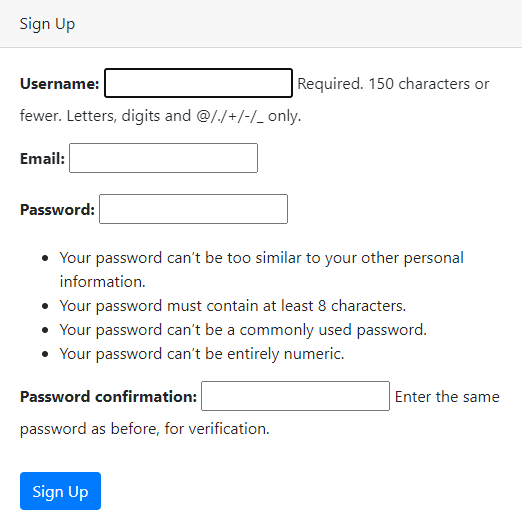 Sign Up
Username: Required. 150 characters or
fewer. Letters, digits and @/./+/-/_ only.
Email:
Password:
• Your password can’t be too similar to your other personal
information.
• Your password must contain at least 8 characters.
• Your password can’t be a commonly used password.
• Your password can’t be entirely numeric.
Password confirmation: Enter the same
password as before, for verification.
Sign Up